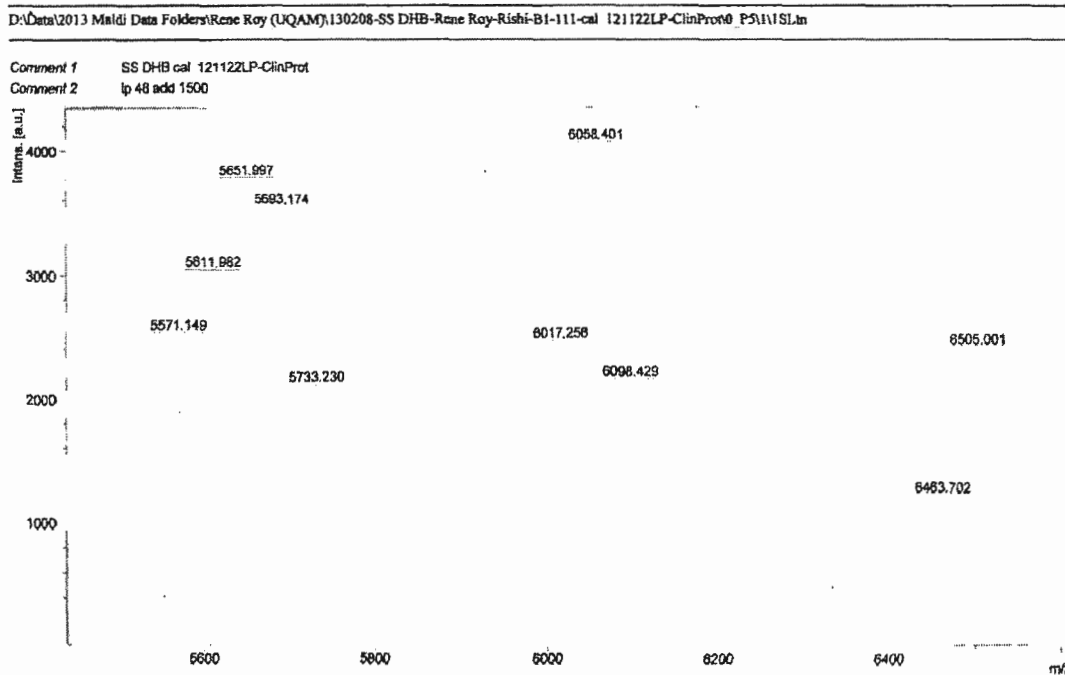 D:\Data\2013 Maldi Data Folders\Rene Roy (UQAM)\130208-SS DHB-Rene Roy-Rishi-B1-111-cal 121122LP-ClinProt\0_P5\1\1SLin
Comment 1 SS DHB cal 121122LP-ClinProt
Comment 2 lp 48 add 1500
Intens. [a.u.]
6058.401
4000
5651.997
5693.174
5611.982
3000
5571.149
6017.256
6505.001
5733.230
6098.429
2000
6463.702
1000
5600 5800 6000 6200 6400